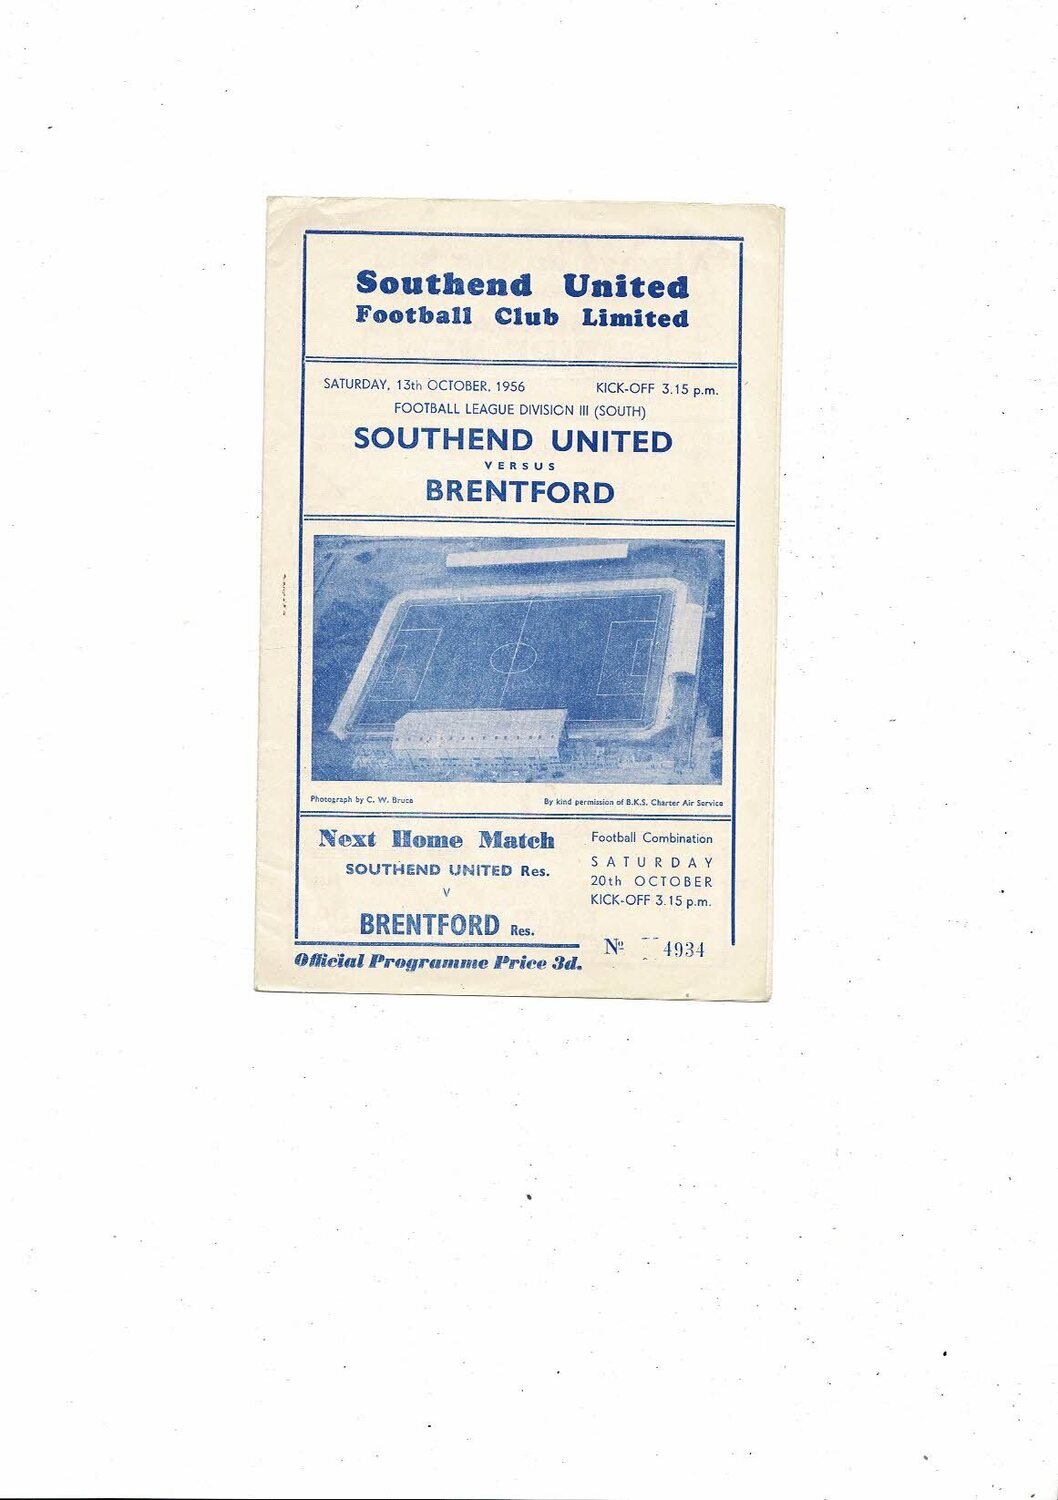 Southend United
Football Club Limited
SATURDAY, 13th OCTOBER, 1956 KICK-OFF 3.15 p.m.
FOOTBALL LEAGUE DIVISION III (SOUTH)
SOUTHEND UNITED
VERSUS
BRENTFORD
Photograph by C. W. Bruce By kind permission of B.K.S. Charter Air Service
Next Home Match
SOUTHEND UNITED Res.
v
BRENTFORD Res.
Football Combination
SATURDAY
20th OCTOBER
KICK-OFF 3.15 p.m.
Official Programme Price 3d.
Nº 4934